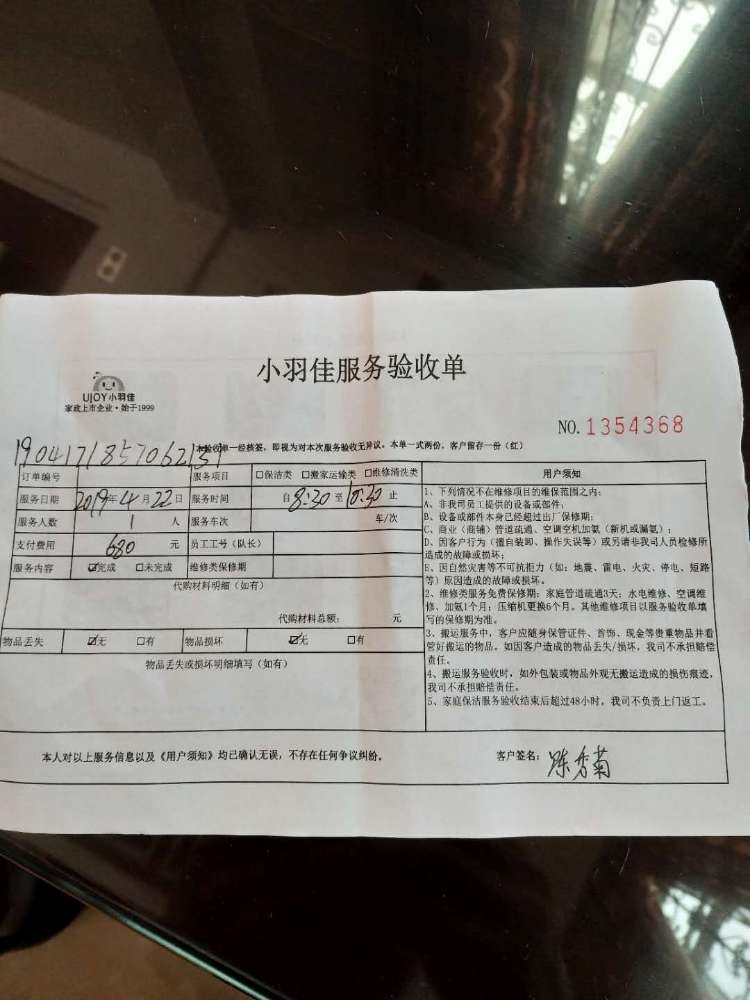 小羽佳服务验收单
UJOY小羽佳
家政上市企业·始于1999
NO. 1354368
本验收单一经核签，即视为对本次服务验收无异议。本单一式两份，客户留存一份（红）
订单编号 服务项目 □保洁类 □搬家运输类 □维修清洗类
服务日期 2019年4月22日 服务时间 自8:30至10:30止
服务人数 1 人 服务车次 车/次
支付费用 680 元 员工工号（队长）
服务内容 ☑完成 □未完成 维修类保修期
代购材料明细（如有）
代购材料总额： 元
物品丢失 ☑无 □有 物品损坏 ☑无 □有
物品丢失或损坏明细填写（如有）
用户须知
1、下列情况不在维修项目的维保范围之内：
A、非我司员工提供的设备或部件；
B、设备或部件本身已经超过出厂保修期；
C、商业（商铺）管道疏通、空调空机加氨（新机或漏氨）；
D、因客户行为（擅自装卸、操作失误等）或另请非我司人员检修所
造成的故障或损坏；
E、因自然灾害等不可抗拒力（如：地震、雷电、火灾、停电、短路
等）原因造成的故障或损坏。
2、维修类服务免费保修期：家庭管道疏通3天；水电维修、空调维
修、加氨1个月；压缩机更换6个月。其他维修项目以服务验收单填
写的保修期为准。
3、搬运服务中，客户应随身保管证件、首饰、现金等贵重物品并看
管好搬运的物品。如因客户造成的物品丢失/损坏，我司不承担赔偿
责任。
4、搬运服务验收时，如外包装或物品外观无搬运造成的损伤痕迹，
我司不承担赔偿责任。
5、家庭保洁服务验收结束后超过48小时，我司不负责上门返工。
本人对以上服务信息以及《用户须知》均已确认无误，不存在任何争议纠纷。
客户签名：陈秀菊